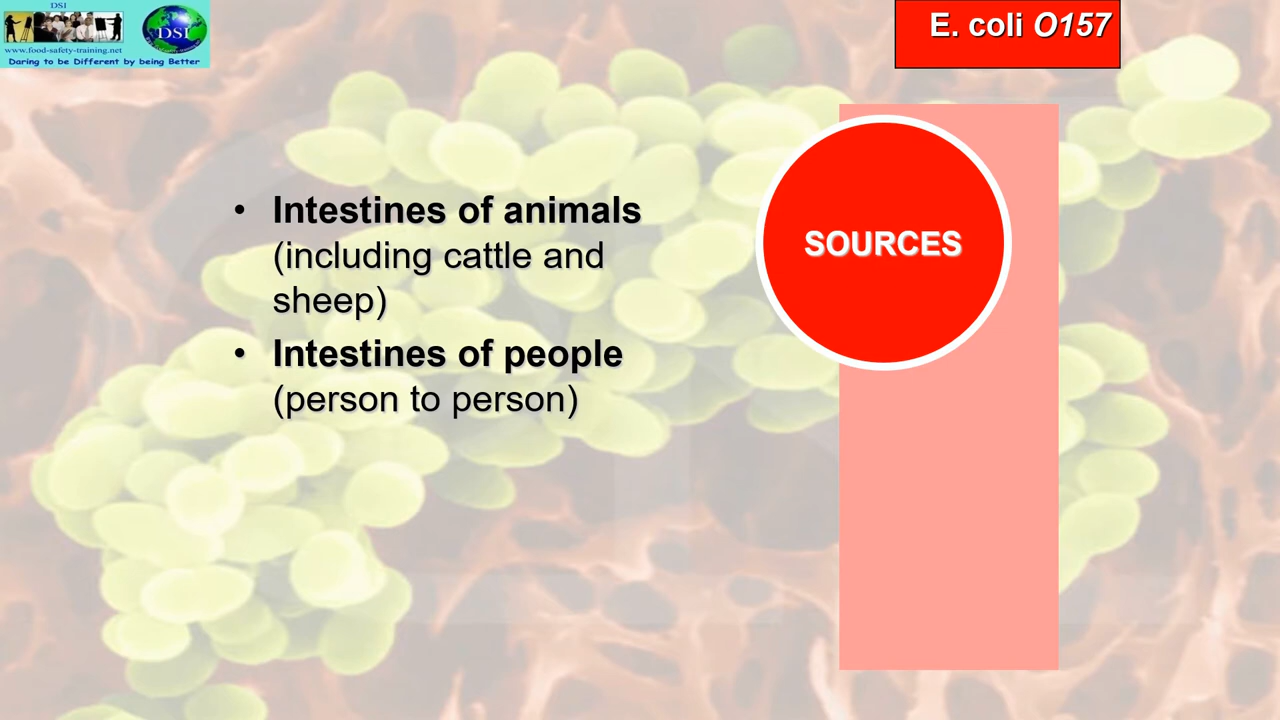 DSI
DSI
www.food-safety-training.net
Daring to be Different by being Better
E. coli O157
• Intestines of animals
(including cattle and
sheep)
• Intestines of people
(person to person)
SOURCES